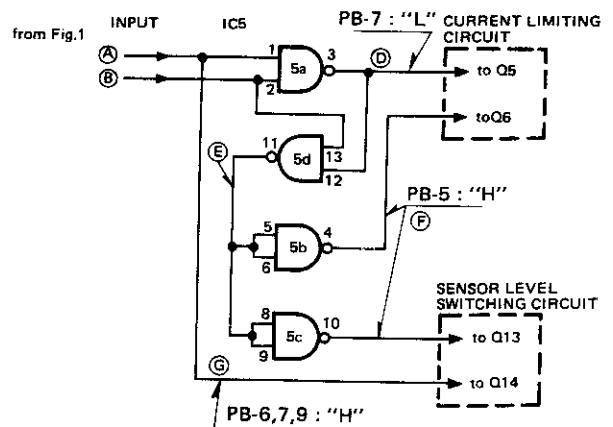 from Fig.1
INPUT
IC5
PB-7 : "L"
CURRENT LIMITING
CIRCUIT
A
B
1
2
5a
3
D
to Q5
toQ6
11
5d
13
12
E
PB-5 : "H"
F
5
6
5b
4
SENSOR LEVEL
SWITCHING CIRCUIT
8
9
5c
10
to Q13
G
to Q14
PB-6,7,9 : "H"